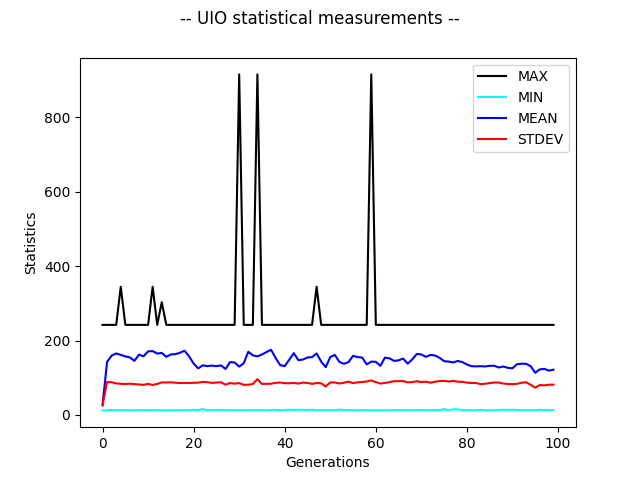 -- UIO statistical measurements --
MAX
MIN
MEAN
STDEV
800
600
400
200
0
Statistics
0 20 40 60 80 100
Generations